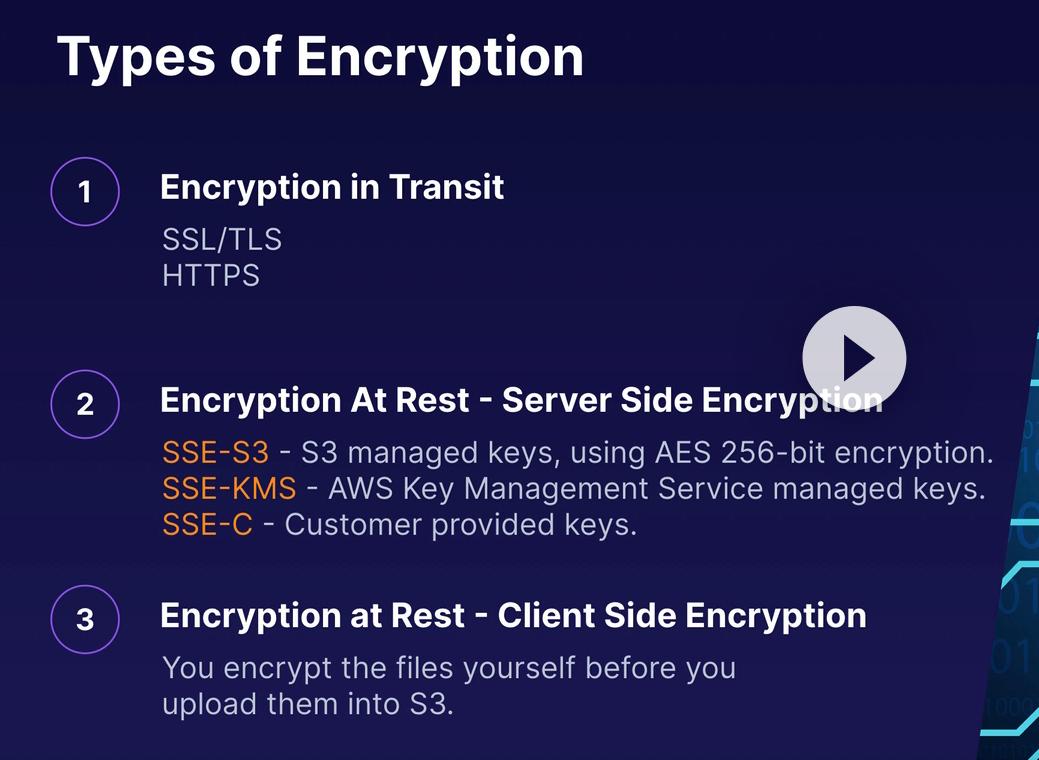 Types of Encryption
1
Encryption in Transit
SSL/TLS
HTTPS
2
Encryption At Rest - Server Side Encryption
SSE-S3 - S3 managed keys, using AES 256-bit encryption.
SSE-KMS - AWS Key Management Service managed keys.
SSE-C - Customer provided keys.
3
Encryption at Rest - Client Side Encryption
You encrypt the files yourself before you
upload them into S3.